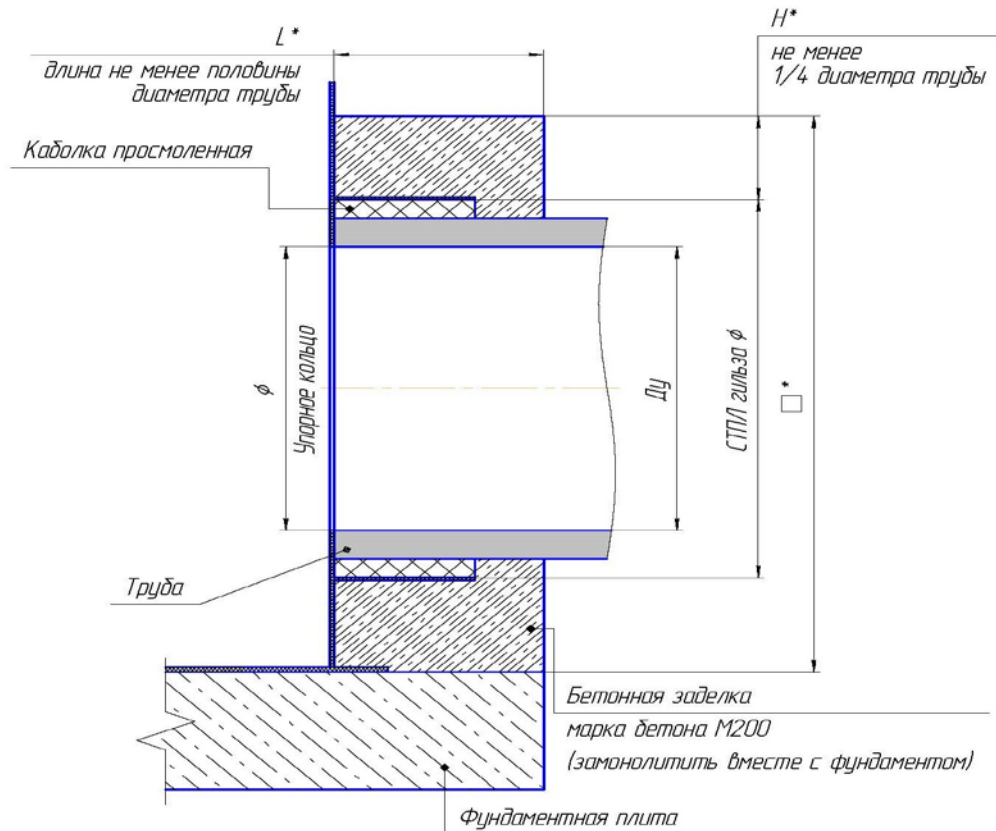 L*
длина не менее половины
диаметра трубы
H*
не менее
1/4 диаметра трубы
Каболка просмоленная
ф
Упорное кольцо
Ду
СТПЛ гильза ф
□*
Труба
Бетонная заделка
марка бетона М200
(замонолитить вместе с фундаментом)
Фундаментная плита